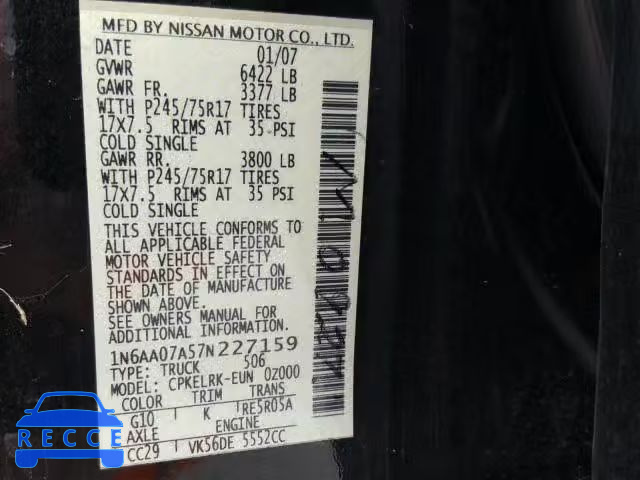 MFD BY NISSAN MOTOR CO., LTD.
DATE 01/07
GVWR 6422 LB
GAWR FR. 3377 LB
WITH P245/75R17 TIRES
17X7.5 RIMS AT 35 PSI
COLD SINGLE
GAWR RR. 3800 LB
WITH P245/75R17 TIRES
17X7.5 RIMS AT 35 PSI
COLD SINGLE
THIS VEHICLE CONFORMS TO
ALL APPLICABLE FEDERAL
MOTOR VEHICLE SAFETY
STANDARDS IN EFFECT ON
THE DATE OF MANUFACTURE
SHOWN ABOVE.
SEE OWNERS MANUAL FOR
ADDITIONAL INFORMATION.
1N6AA07A57N227159
TYPE: TRUCK 506
MODEL: CPKELRK-EUN 0Z000
COLOR TRIM TRANS
G10 K RE5R05A
AXLE ENGINE
CC29 VK56DE 5552CC
RECCE